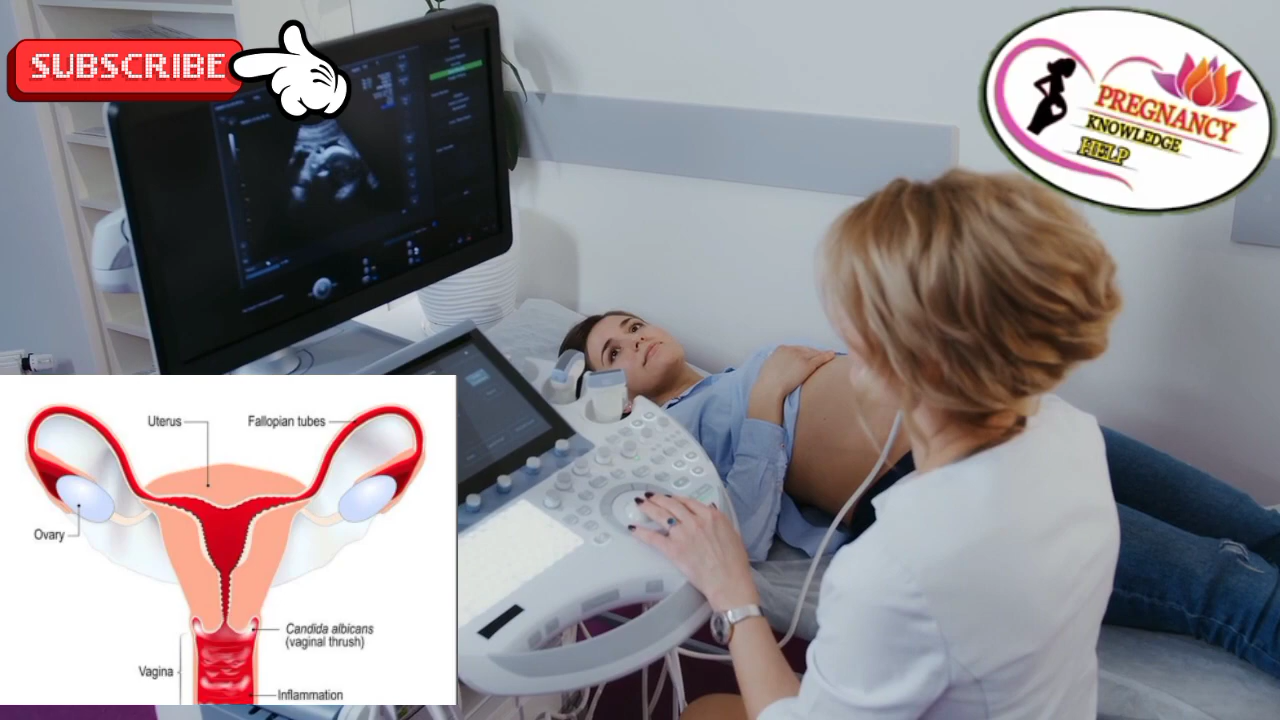 SUBSCRIBE
PREGNANCY
KNOWLEDGE
HELP
Uterus
Fallopian tubes
Ovary
Candida albicans
(vaginal thrush)
Vagina
Inflammation